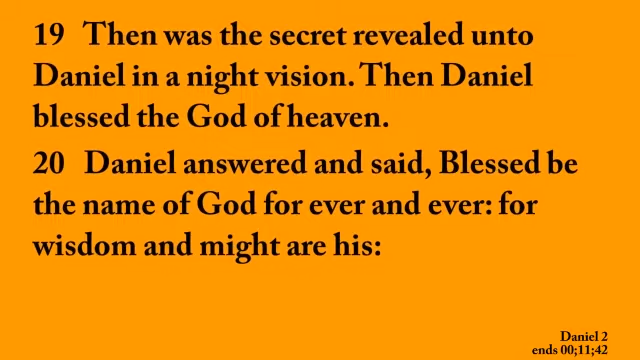 19 Then was the secret revealed unto
Daniel in a night vision. Then Daniel
blessed the God of heaven.
20 Daniel answered and said, Blessed be
the name of God for ever and ever: for
wisdom and might are his:
Daniel 2
ends 00;11;42